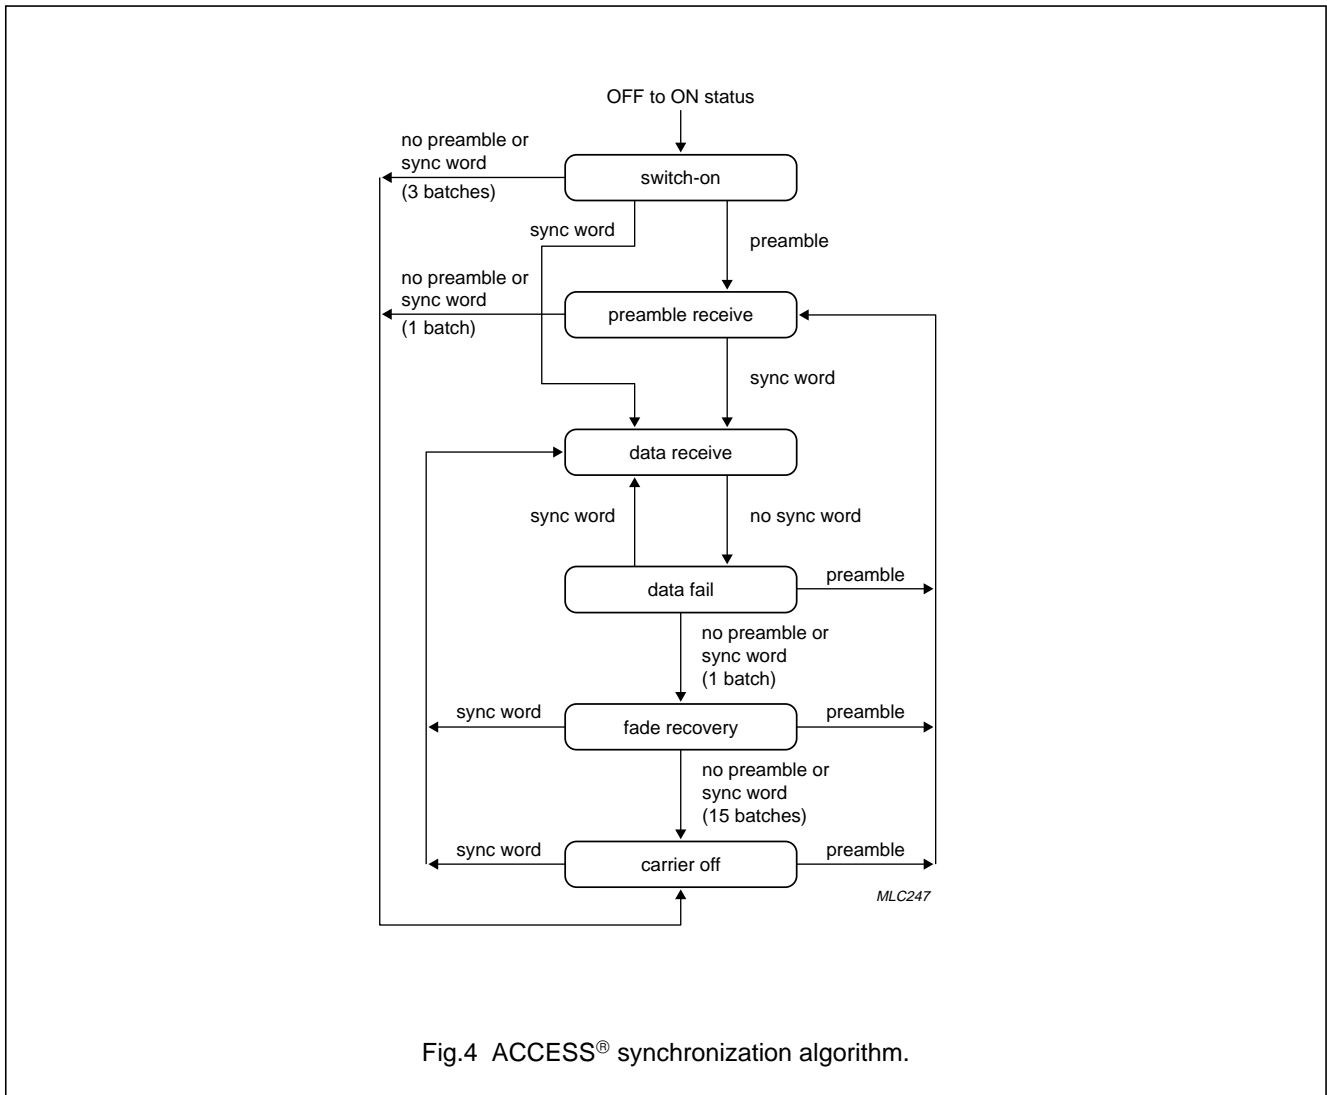 OFF to ON status
no preamble or
sync word
(3 batches)
switch-on
sync word
preamble
no preamble or
sync word
(1 batch)
preamble receive
sync word
data receive
sync word
no sync word
data fail
preamble
no preamble or
sync word
(1 batch)
sync word
fade recovery
preamble
no preamble or
sync word
(15 batches)
sync word
carrier off
preamble
MLC247
Fig.4 ACCESS® synchronization algorithm.